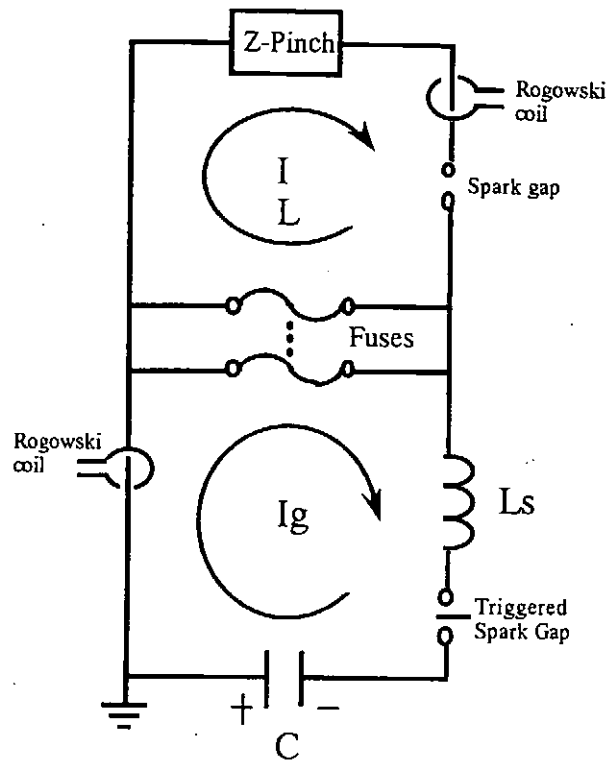 Z-Pinch
Rogowski
coil
I
L
Spark gap
Fuses
Rogowski
coil
Ig
Ls
Triggered
Spark Gap
+ −
C